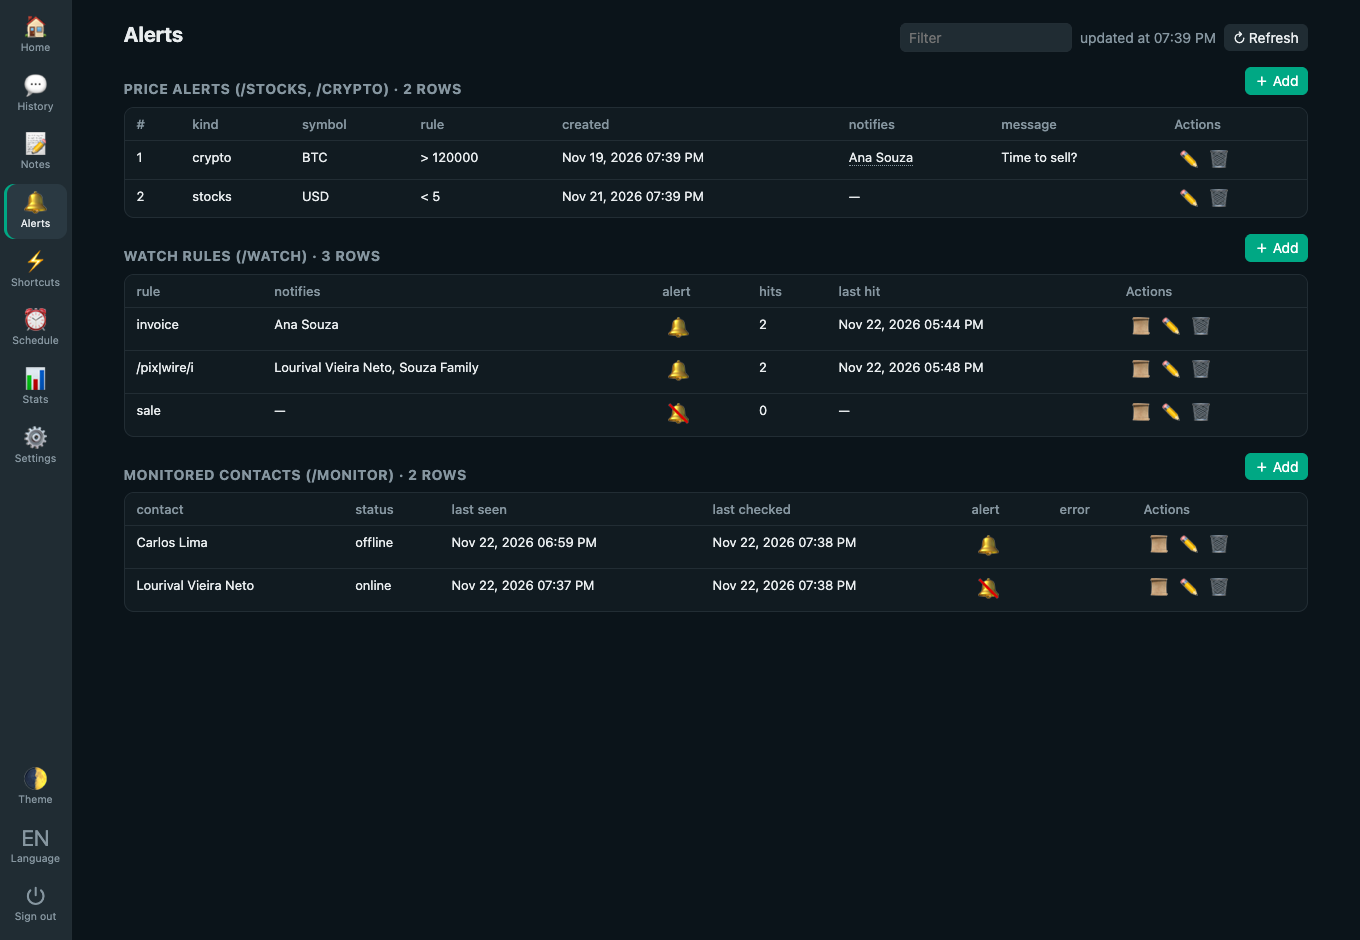 Home
History
Notes
Alerts
Shortcuts
Schedule
Stats
Settings
Theme
EN
Language
Sign out
Alerts
Filter
updated at 07:39 PM
Refresh
PRICE ALERTS (/STOCKS, /CRYPTO) · 2 ROWS
+ Add
# kind symbol rule created notifies message Actions
1 crypto BTC > 120000 Nov 19, 2026 07:39 PM Ana Souza Time to sell?
2 stocks USD < 5 Nov 21, 2026 07:39 PM —
WATCH RULES (/WATCH) · 3 ROWS
+ Add
rule notifies alert hits last hit Actions
invoice Ana Souza 2 Nov 22, 2026 05:44 PM
/pix|wire/i Lourival Vieira Neto, Souza Family 2 Nov 22, 2026 05:48 PM
sale — 0 —
MONITORED CONTACTS (/MONITOR) · 2 ROWS
+ Add
contact status last seen last checked alert error Actions
Carlos Lima offline Nov 22, 2026 06:59 PM Nov 22, 2026 07:38 PM
Lourival Vieira Neto online Nov 22, 2026 07:37 PM Nov 22, 2026 07:38 PM